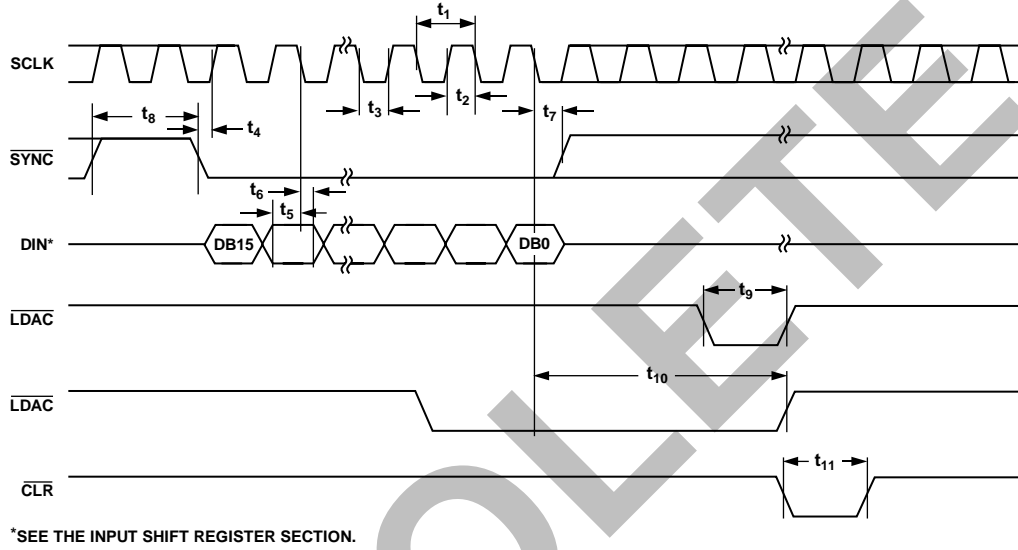 t1
SCLK
t3
t2
t8
t4
t7
SYNC
t6
t5
DIN*
DB15
DB0
t9
LDAC
t10
LDAC
t11
CLR
*SEE THE INPUT SHIFT REGISTER SECTION.
OLETE